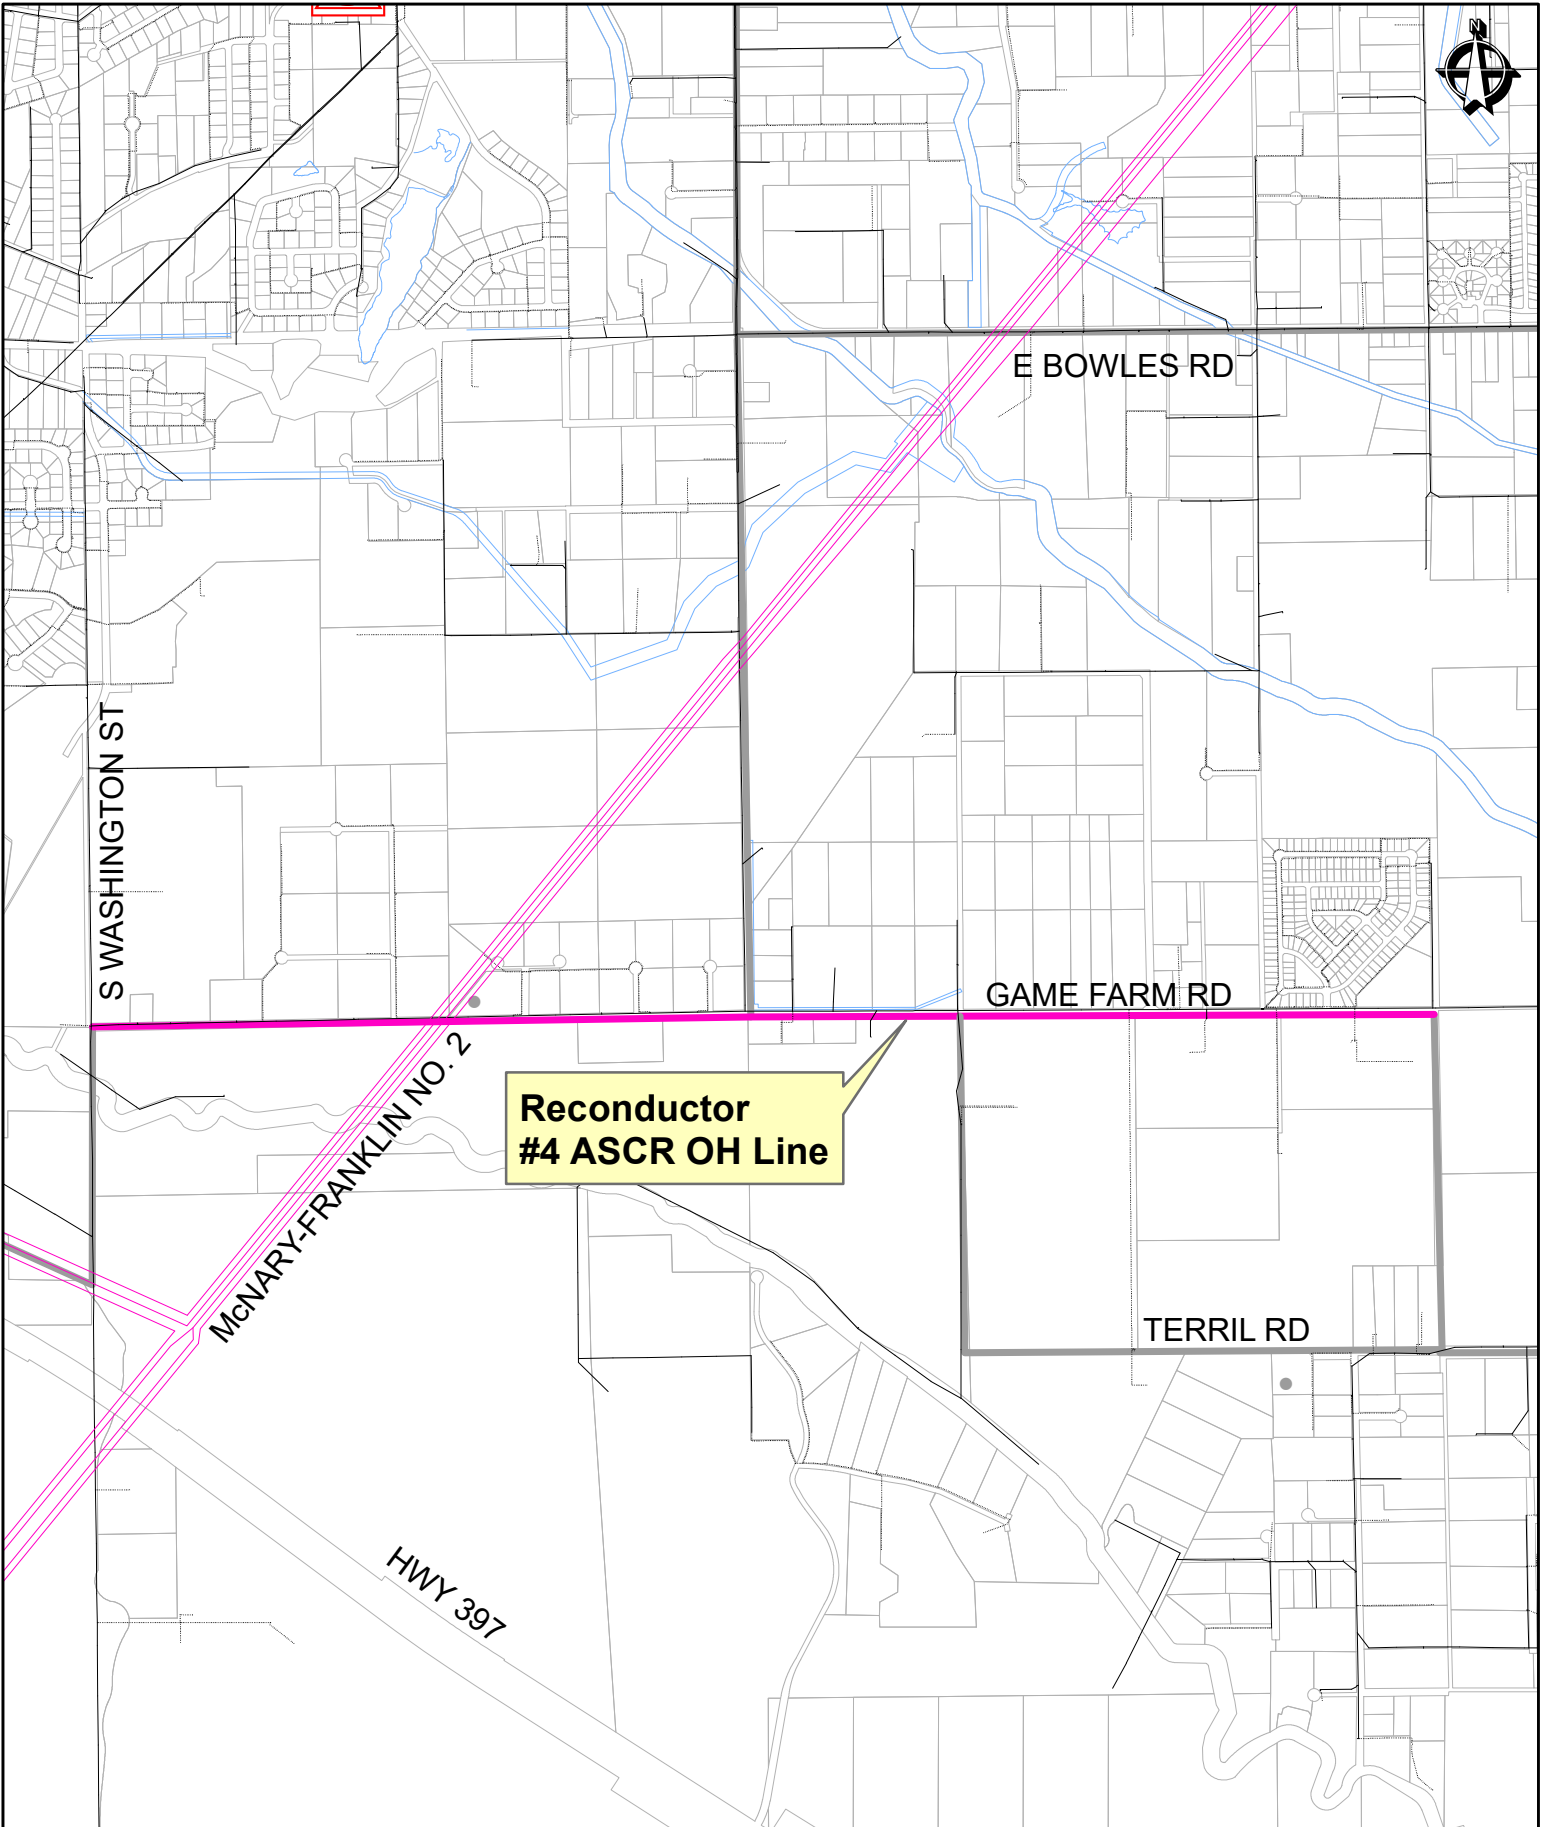 N
E BOWLES RD
S WASHINGTON ST
GAME FARM RD
McNARY-FRANKLIN NO. 2
Reconductor
#4 ASCR OH Line
TERRIL RD
HWY 397